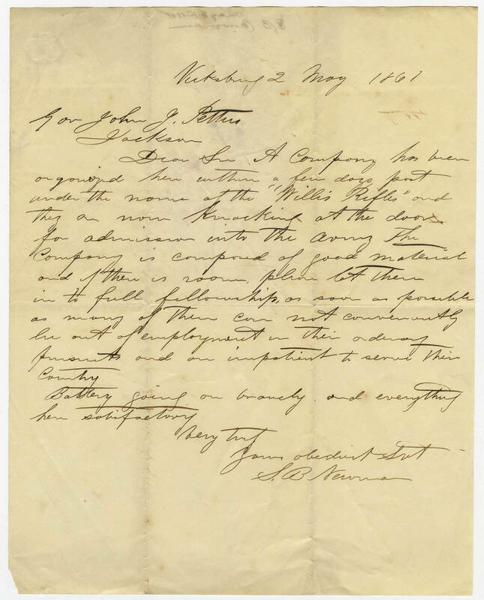 Vicksburg 2 May 1861
Gov John J. Pettus
Jackson
Dear Sir A Company has been
organized here within a few days past
under the name of the "Willis Rifles" and
they are now knocking at the door
for admission into the Army The
Company is composed of good material
and if there is room, please let them
in to full fellowship, as soon as possible
as many of them can not conveniently
be out of employment in their ordinary
pursuits and are impatient to serve their
Country
Battery going on bravely. and everything
here satisfactory
Very truly
Your obedient Svt
S. B Newman